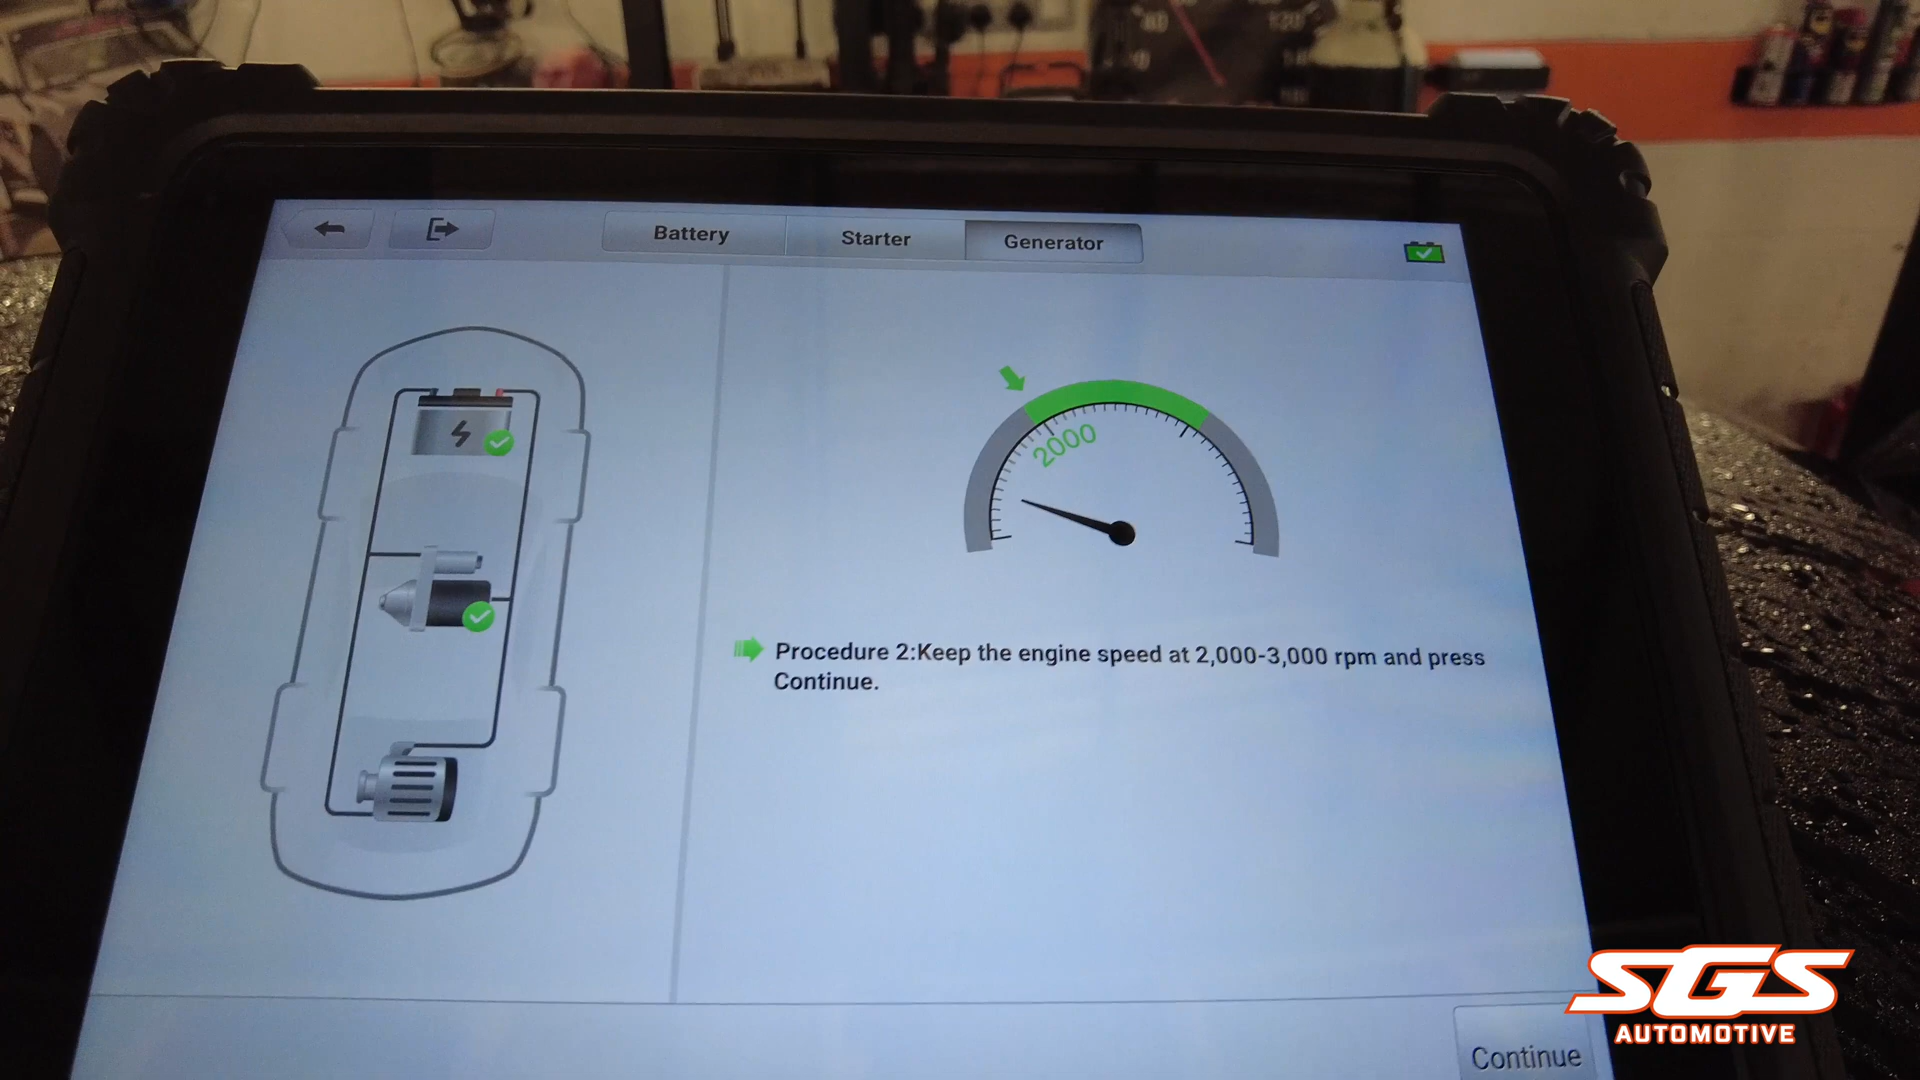 Battery
Starter
Generator
2000
Procedure 2:Keep the engine speed at 2,000-3,000 rpm and press
Continue.
Continue
SGS
AUTOMOTIVE